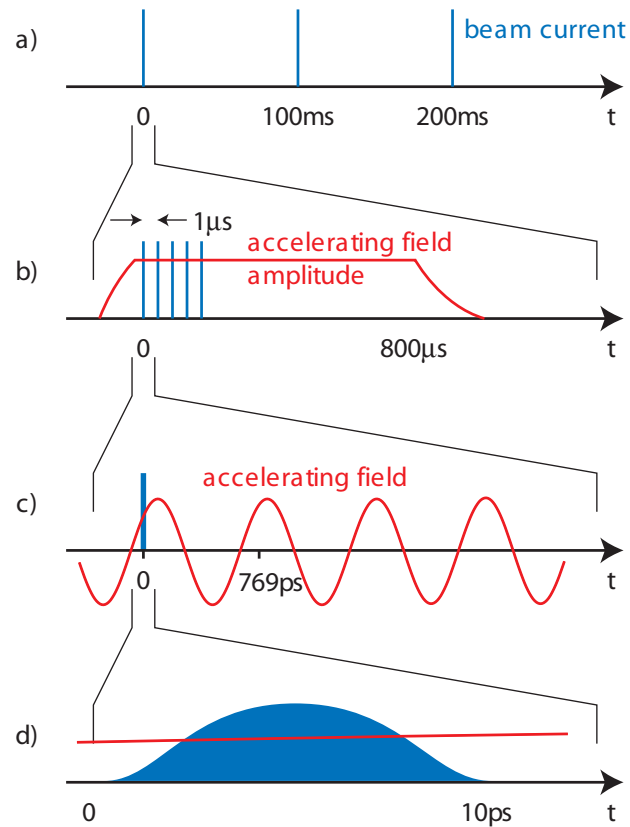 a)
beam current
0 100ms 200ms t
1μs
accelerating field
b)
amplitude
0 800μs t
accelerating field
c)
0 769ps t
d)
0 10ps t